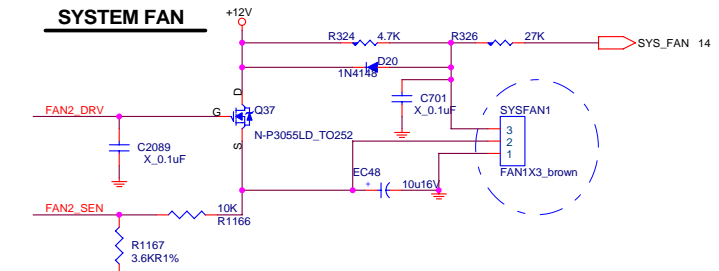 SYSTEM FAN
+12V
R324
4.7K
R326
27K
SYS_FAN 14
D20
1N4148
D
FAN2_DRV
G
Q37
C701
X_0.1uF
SYSFAN1
N-P3055LD_TO252
3
2
1
C2089
X_0.1uF
S
EC48
+
10u16V
FAN1X3_brown
FAN2_SEN
10K
R1166
R1167
3.6KR1%